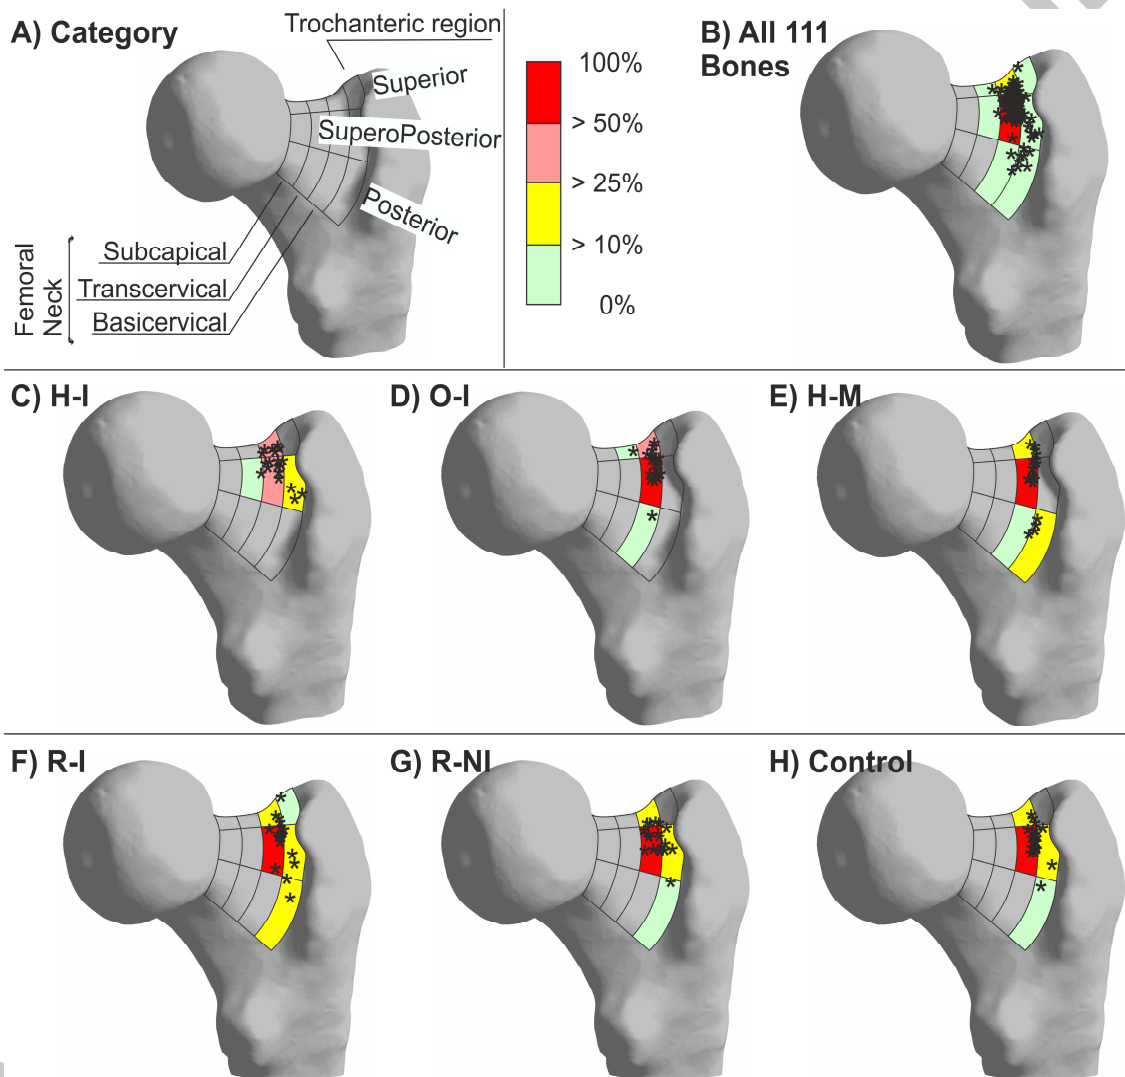 A) Category
Trochanteric region
Superior
SuperoPosterior
Posterior
Femoral
Neck
Subcapical
Transcervical
Basicervical
100%
> 50%
> 25%
> 10%
0%
B) All 111
Bones
C) H-I
D) O-I
E) H-M
F) R-I
G) R-NI
H) Control